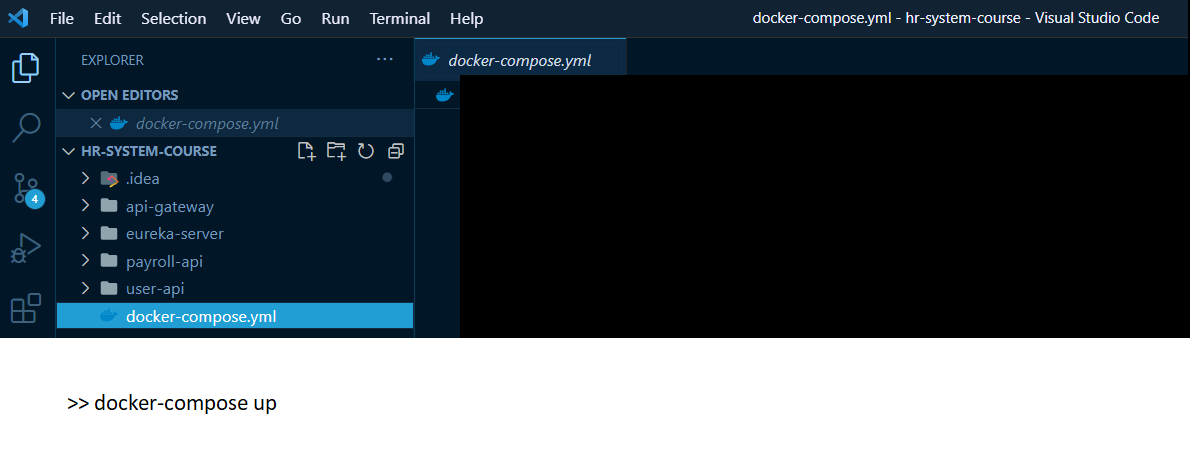 File Edit Selection View Go Run Terminal Help docker-compose.yml - hr-system-course - Visual Studio Code
EXPLORER ··· docker-compose.yml
OPEN EDITORS
docker-compose.yml
HR-SYSTEM-COURSE
.idea
api-gateway
4
eureka-server
payroll-api
user-api
docker-compose.yml
>> docker-compose up